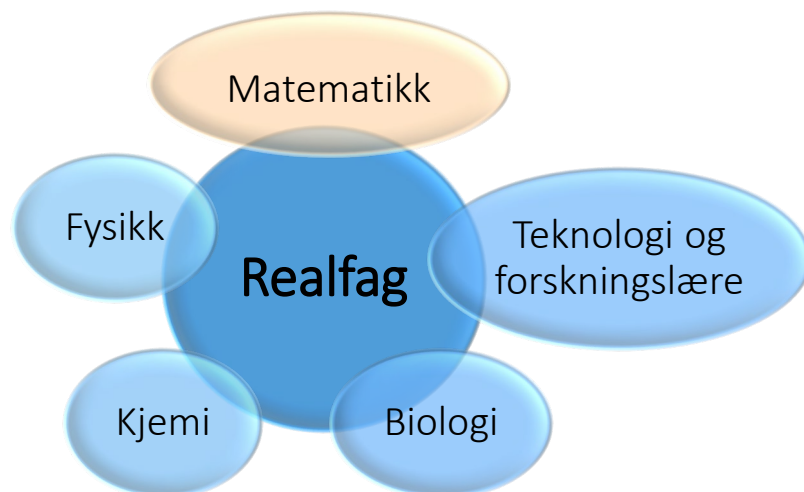 Matematikk
Fysikk
Teknologi og
forskningslære
Realfag
Kjemi
Biologi